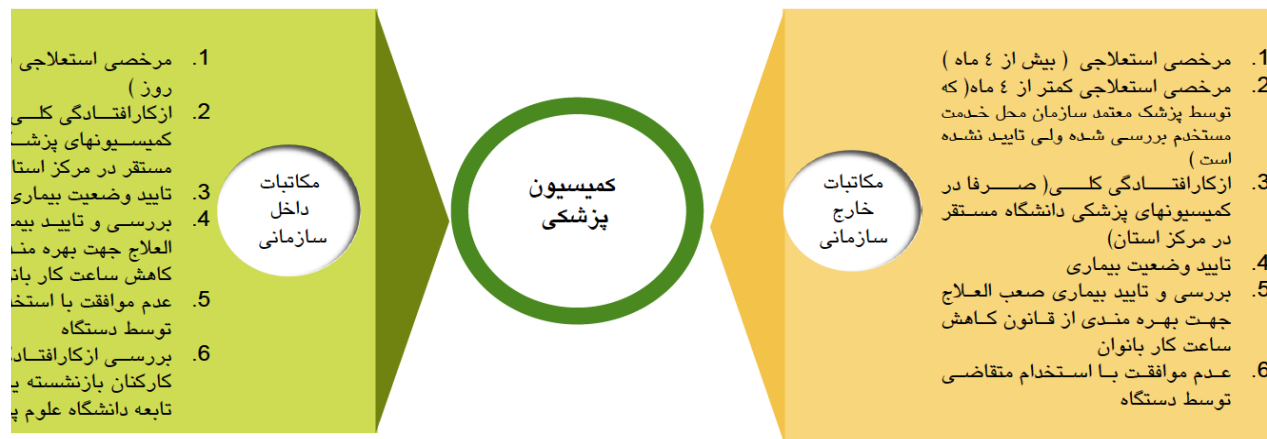 1. مرخصی استعلاجی ( بیش از ٤ ماه )
2. مرخصی استعلاجی کمتر از ٤ ماه( که
توسط پزشک معتمد سازمان محل خدمت
مستخدم بررسی شده ولی تایید نشده
است )
3. ازکارافتادگی کلی( صرفا در
کمیسیونهای پزشکی دانشگاه مستقر
در مرکز استان)
4. تایید وضعیت بیماری
5. بررسی و تایید بیماری صعب العلاج
جهت بهره مندی از قانون کاهش
ساعت کار بانوان
6. عدم موافقت با استخدام متقاضی
توسط دستگاه
مکاتبات
خارج
سازمانی
کمیسیون
پزشکی
مکاتبات
داخل
سازمانی
1. مرخصی استعلاجی
روز )
2. ازکارافتادگی کلی
کمیسیونهای
مستقر در مرکز
3. تایید وضعیت بیماری
4. بررسی و تایید
العلاج جهت بهره
کاهش ساعت کار
5. عدم موافقت با
توسط دستگاه
6. بررسی
کارکنان بازنشسته
تابعه دانشگاه علوم